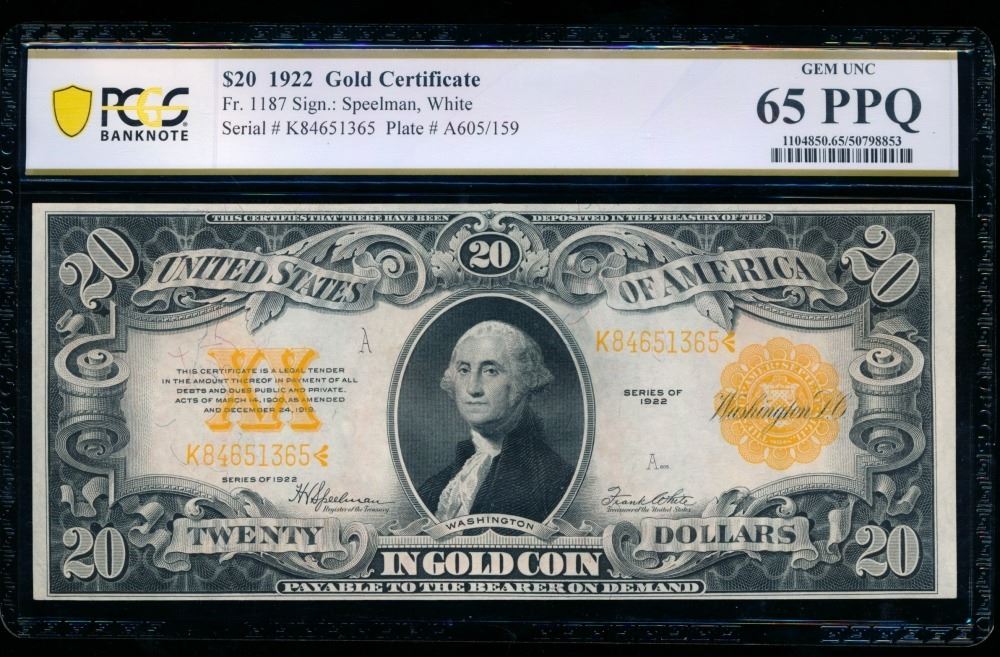 PCGS
BANKNOTE
$20 1922 Gold Certificate
Fr. 1187 Sign.: Speelman, White
Serial # K84651365 Plate # A605/159
GEM UNC
65 PPQ
1104850.65/50798853
THIS CERTIFIES THAT THERE HAVE BEEN DEPOSITED IN THE TREASURY OF THE
20 20 20
UNITED STATES OF AMERICA
A
K84651365
XX
THIS CERTIFICATE IS A LEGAL TENDER
IN THE AMOUNT THEREOF IN PAYMENT OF ALL
DEBTS AND DUES PUBLIC AND PRIVATE.
ACTS OF MARCH 14, 1900, AS AMENDED
AND DECEMBER 24, 1919.
SERIES OF
1922
Washington, D.C.
K84651365
SERIES OF 1922
A
H V Speelman
Register of the Treasury
Frank White
Treasurer of the United States
WASHINGTON
20 TWENTY DOLLARS 20
IN GOLD COIN
PAYABLE TO THE BEARER ON DEMAND